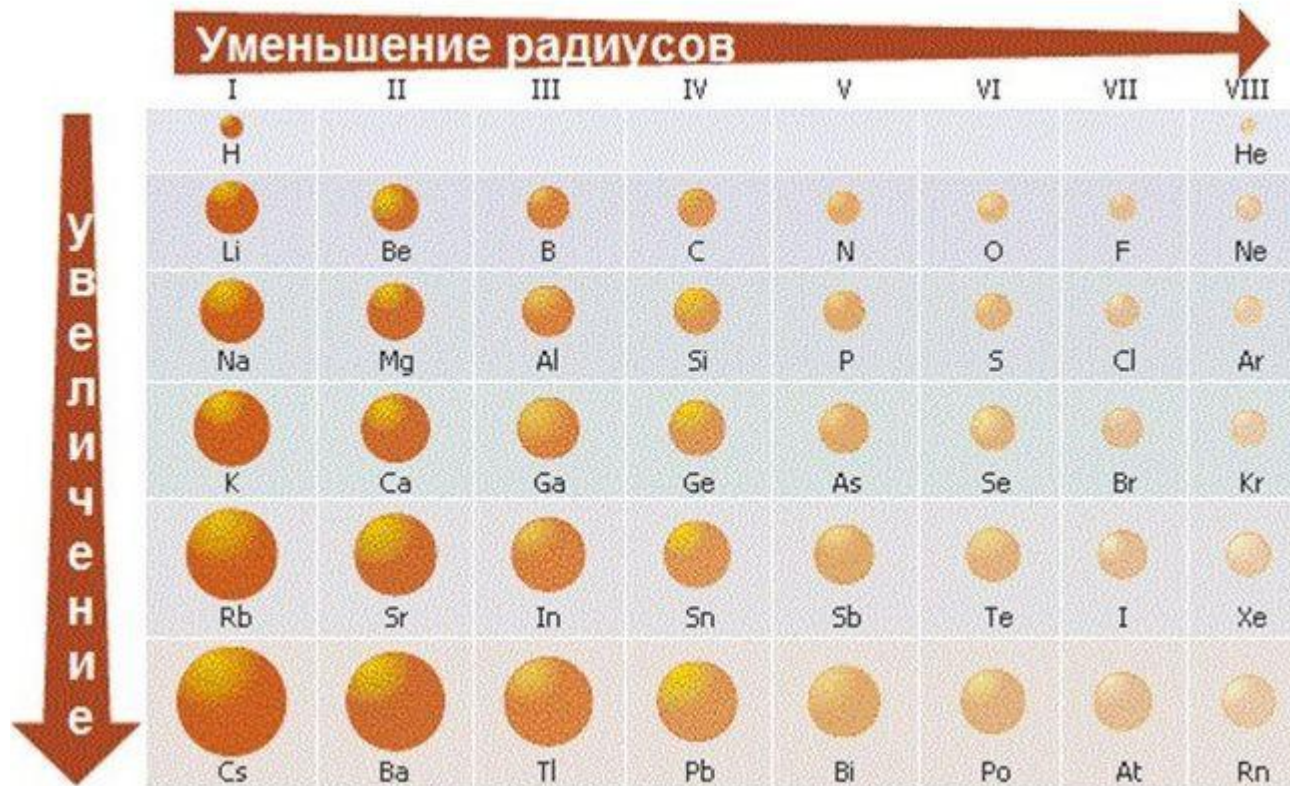 Уменьшение радиусов
I II III IV V VI VII VIII
Увеличение
H He
Li Be B C N O F Ne
Na Mg Al Si P S Cl Ar
K Ca Ga Ge As Se Br Kr
Rb Sr In Sn Sb Te I Xe
Cs Ba Tl Pb Bi Po At Rn